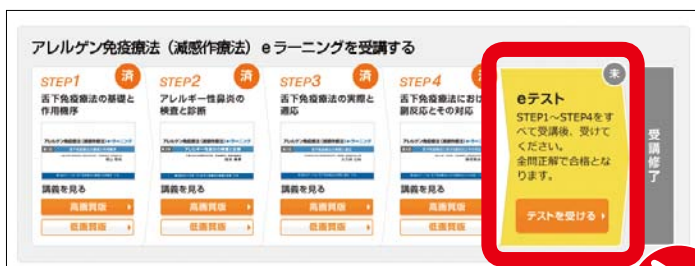 アレルゲン免疫療法（減感作療法）eラーニングを受講する
STEP1
済
舌下免疫療法の基礎と
作用機序
講義を見る
高画質版
低画質版
STEP2
済
アレルギー性鼻炎の
検査と診断
講義を見る
高画質版
低画質版
STEP3
済
舌下免疫療法の実際と
適応
講義を見る
高画質版
低画質版
STEP4
済
舌下免疫療法におけ
副反応とその対応
講義を見る
高画質版
低画質版
未
eテスト
STEP1～STEP4をす
べて受講後、受けて
ください。
全問正解で合格とな
ります。
テストを受ける
受講修了